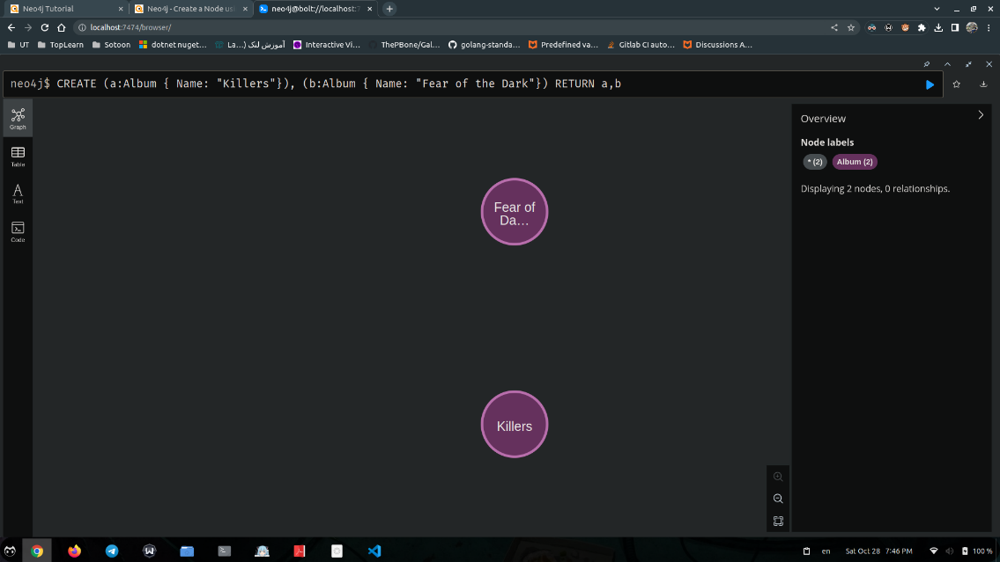 Neo4j Tutorial
Neo4j - Create a Node usi
neo4j@bolt://localhost:7
localhost:7474/browser/
UT
TopLearn
Sotoon
dotnet nuget...
آموزش لینک (...La
Interactive Vi...
ThePBone/Gal...
golang-standa...
Predefined va...
Gitlab CI auto...
Discussions A...
neo4j$ CREATE (a:Album { Name: "Killers"}), (b:Album { Name: "Fear of the Dark"}) RETURN a,b
Graph
Table
Text
Code
Fear of
Da…
Killers
Overview
Node labels
* (2) Album (2)
Displaying 2 nodes, 0 relationships.
en
Sat Oct 28 7:46 PM
100 %